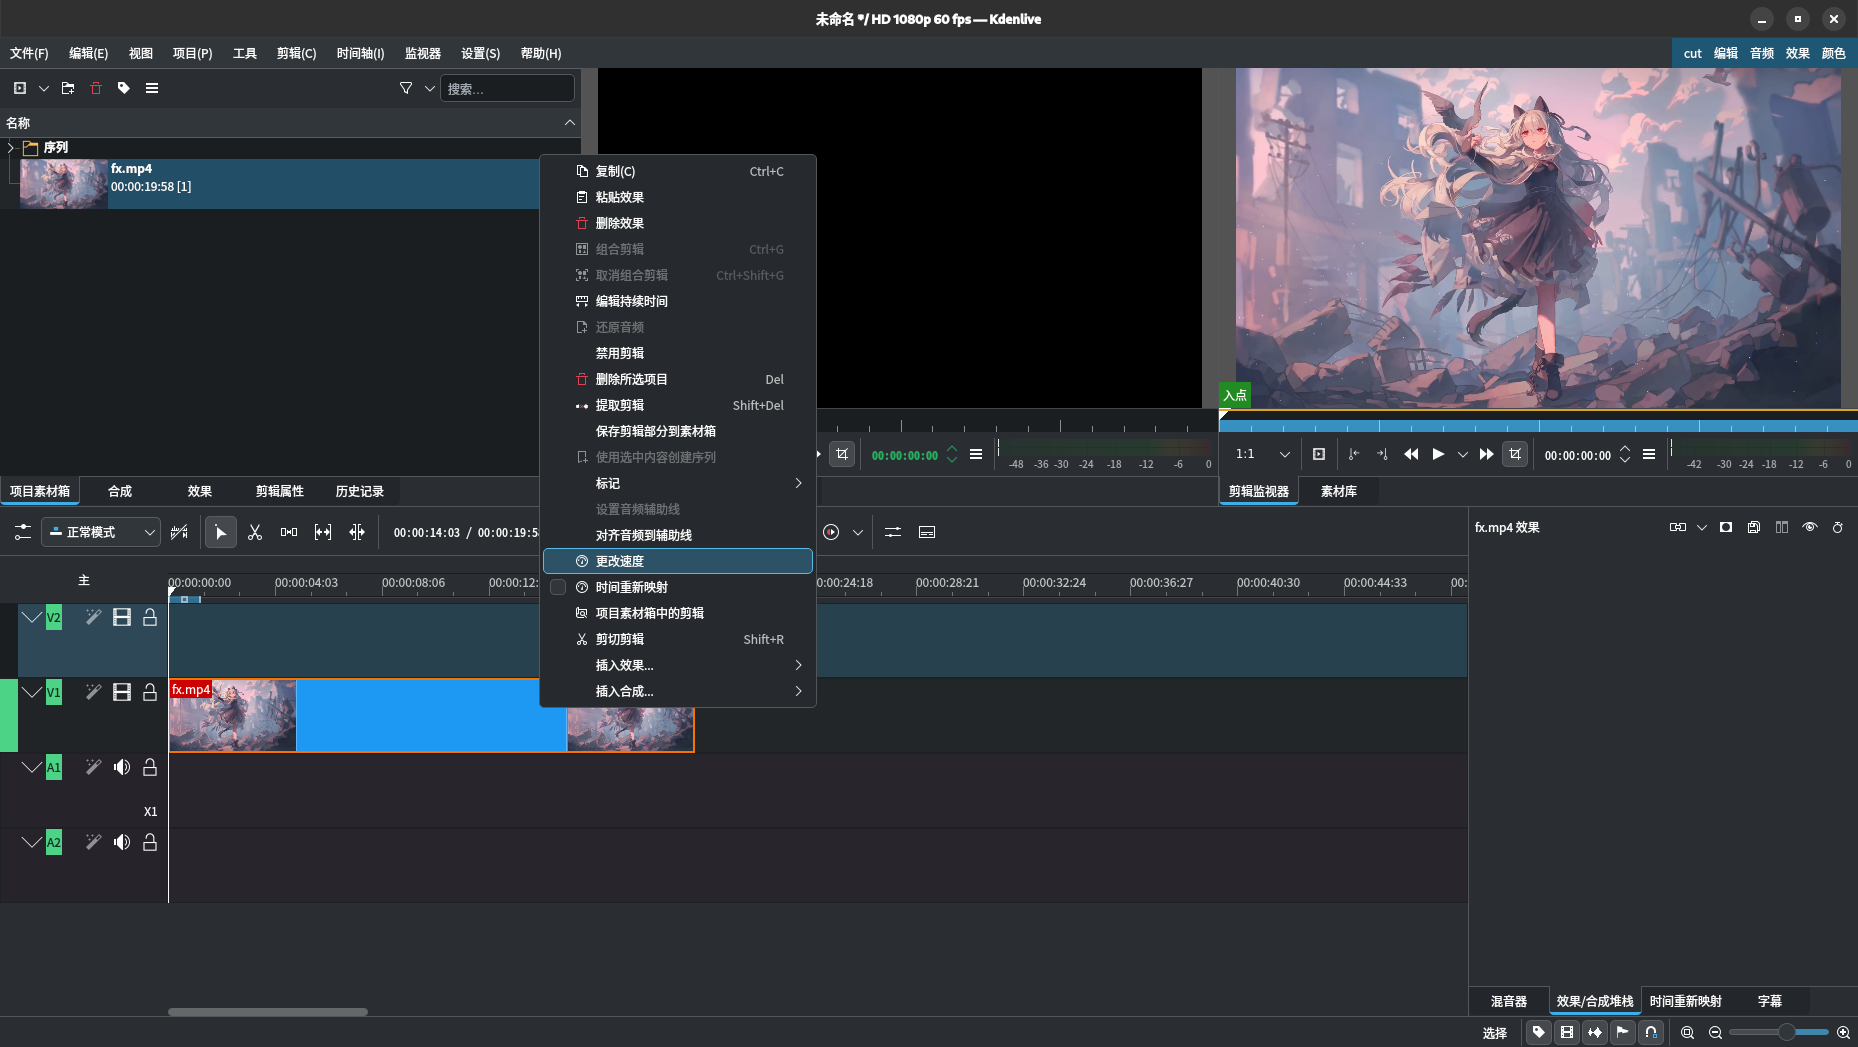 未命名 */ HD 1080p 60 fps — Kdenlive
文件(F) 编辑(E) 视图 项目(P) 工具 剪辑(C) 时间轴(I) 监视器 设置(S) 帮助(H)
cut 编辑 音频 效果 颜色
搜索...
名称
序列
fx.mp4
00:00:19:58 [1]
复制(C) Ctrl+C
粘贴效果
删除效果
组合剪辑 Ctrl+G
取消组合剪辑 Ctrl+Shift+G
编辑持续时间
还原音频
禁用剪辑
删除所选项目 Del
提取剪辑 Shift+Del
保存剪辑部分到素材箱
使用选中内容创建序列
标记
设置音频辅助线
对齐音频到辅助线
更改速度
时间重新映射
项目素材箱中的剪辑
剪切剪辑 Shift+R
插入效果...
插入合成...
入点
00:00:00:00
-48 -36 -30 -24 -18 -12 -6 0
1:1
00:00:00:00
-42 -30 -24 -18 -12 -6 0
项目素材箱 合成 效果 剪辑属性 历史记录
剪辑监视器 素材库
正常模式
00:00:14:03 / 00:00:19:5
fx.mp4 效果
主
00:00:00:00 00:00:04:03 00:00:08:06 00:00:12: 0:00:24:18 00:00:28:21 00:00:32:24 00:00:36:27 00:00:40:30 00:00:44:33 00:
V2
V1
fx.mp4
A1
X1
A2
混音器 效果/合成堆栈 时间重新映射 字幕
选择